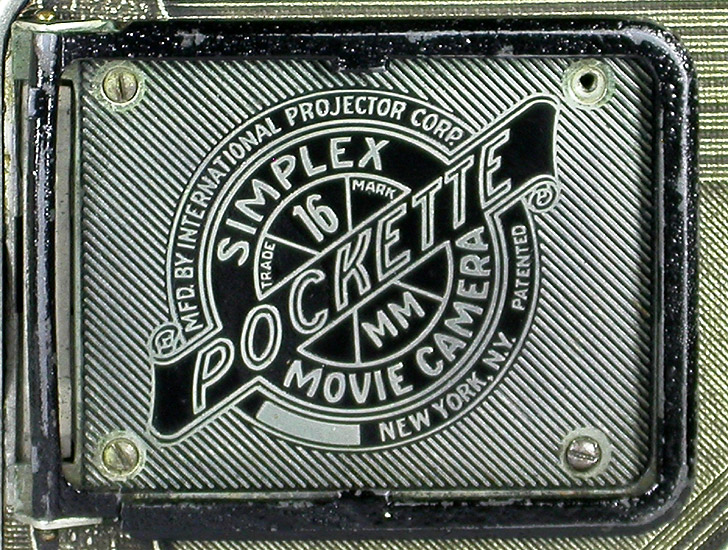 MFD. BY INTERNATIONAL PROJECTOR CORP.
SIMPLEX
TRADE MARK
16
POCKETTE
MM
MOVIE CAMERA
NEW YORK, N.Y. PATENTED